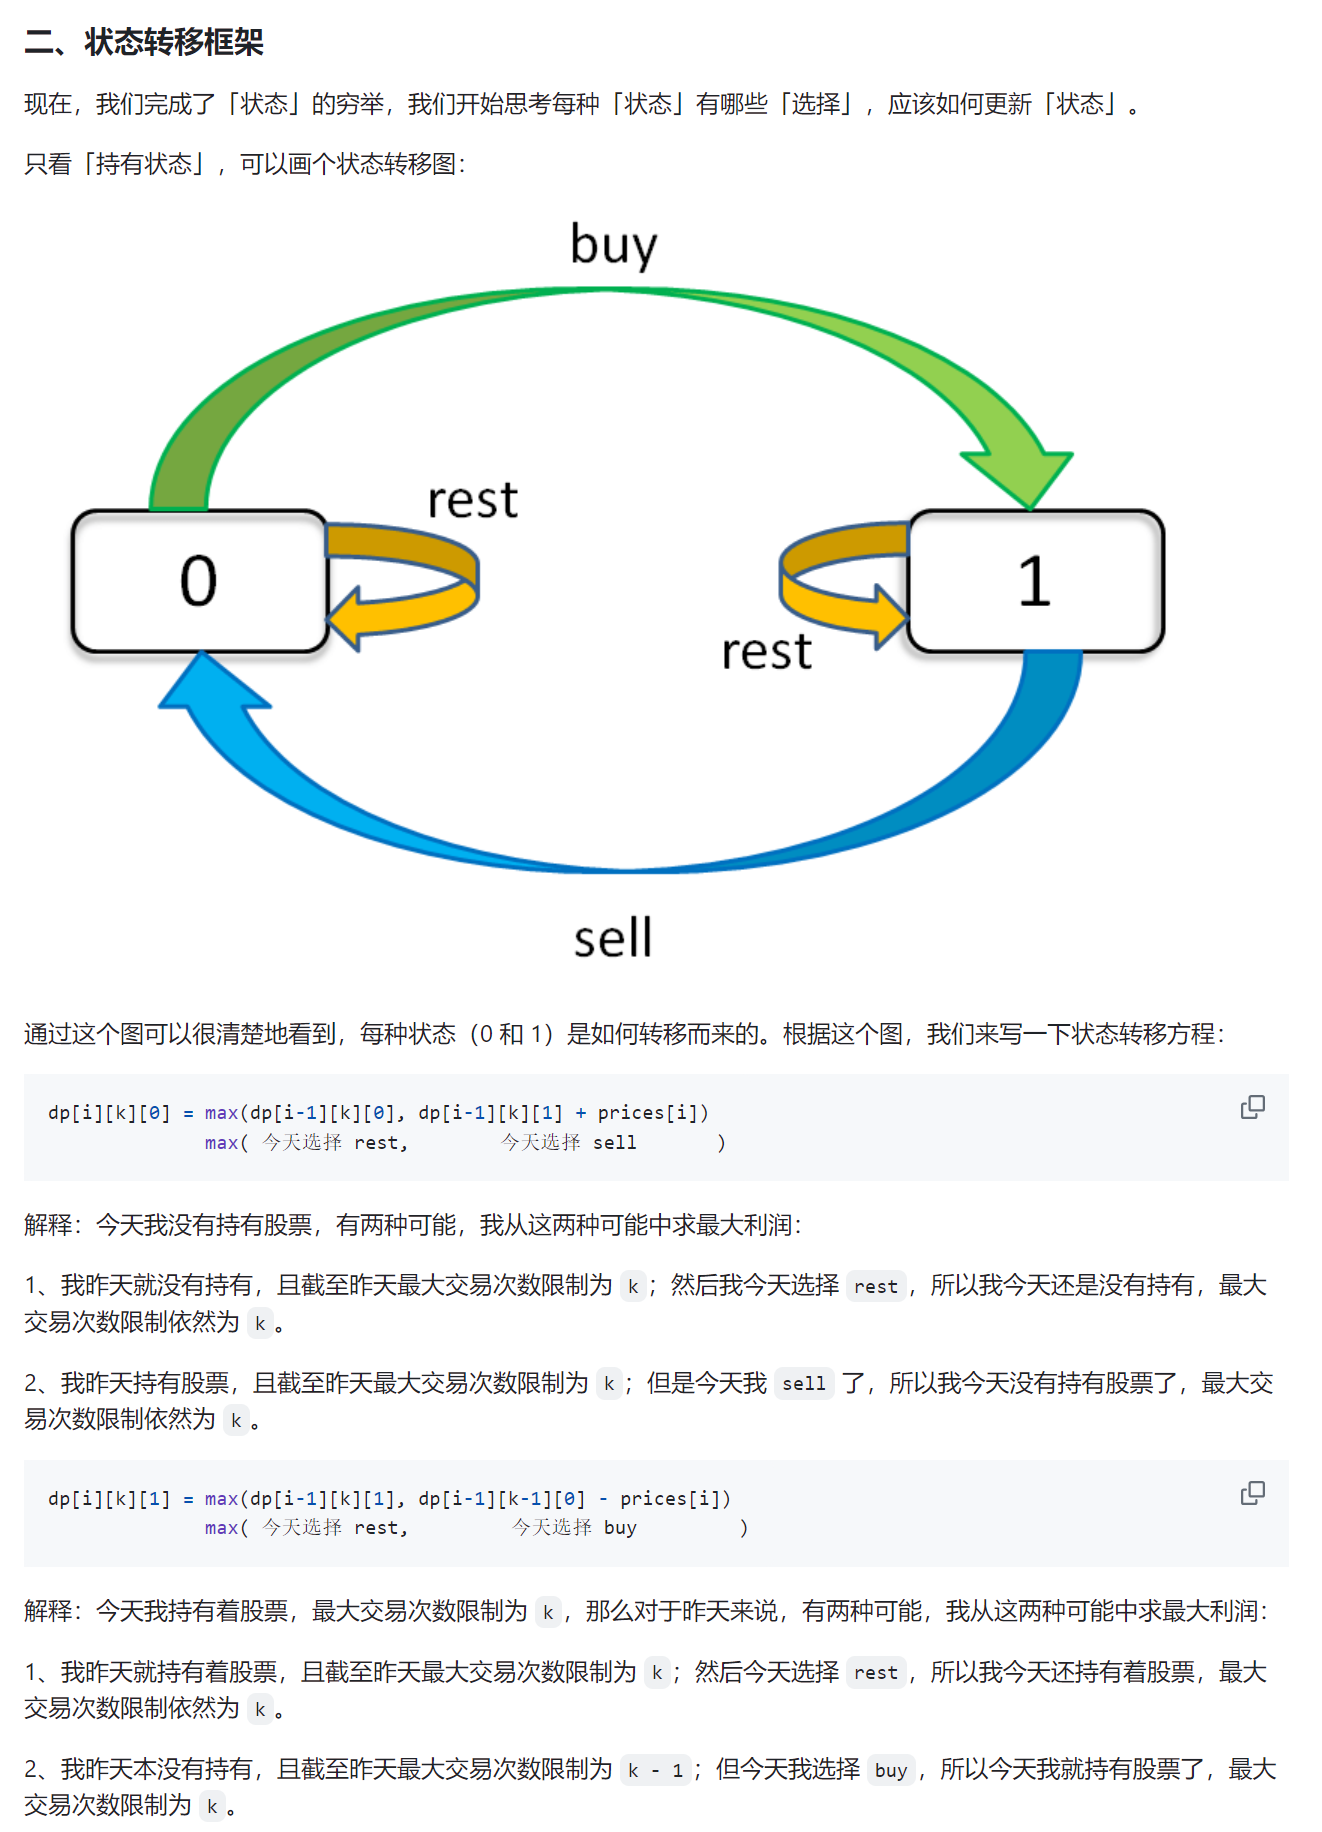 二、状态转移框架
现在，我们完成了「状态」的穷举，我们开始思考每种「状态」有哪些「选择」，应该如何更新「状态」。
只看「持有状态」，可以画个状态转移图：
buy
rest
0
1
rest
sell
通过这个图可以很清楚地看到，每种状态（0 和 1）是如何转移而来的。根据这个图，我们来写一下状态转移方程：
dp[i][k][0] = max(dp[i-1][k][0], dp[i-1][k][1] + prices[i])
max( 今天选择 rest, 今天选择 sell )
解释：今天我没有持有股票，有两种可能，我从这两种可能中求最大利润：
1、我昨天就没有持有，且截至昨天最大交易次数限制为 k；然后我今天选择 rest，所以我今天还是没有持有，最大
交易次数限制依然为 k。
2、我昨天持有股票，且截至昨天最大交易次数限制为 k；但是今天我 sell 了，所以我今天没有持有股票了，最大交
易次数限制依然为 k。
dp[i][k][1] = max(dp[i-1][k][1], dp[i-1][k-1][0] - prices[i])
max( 今天选择 rest, 今天选择 buy )
解释：今天我持有着股票，最大交易次数限制为 k，那么对于昨天来说，有两种可能，我从这两种可能中求最大利润：
1、我昨天就持有着股票，且截至昨天最大交易次数限制为 k；然后今天选择 rest，所以我今天还持有着股票，最大
交易次数限制依然为 k。
2、我昨天本没有持有，且截至昨天最大交易次数限制为 k - 1；但今天我选择 buy，所以今天我就持有股票了，最大
交易次数限制为 k。